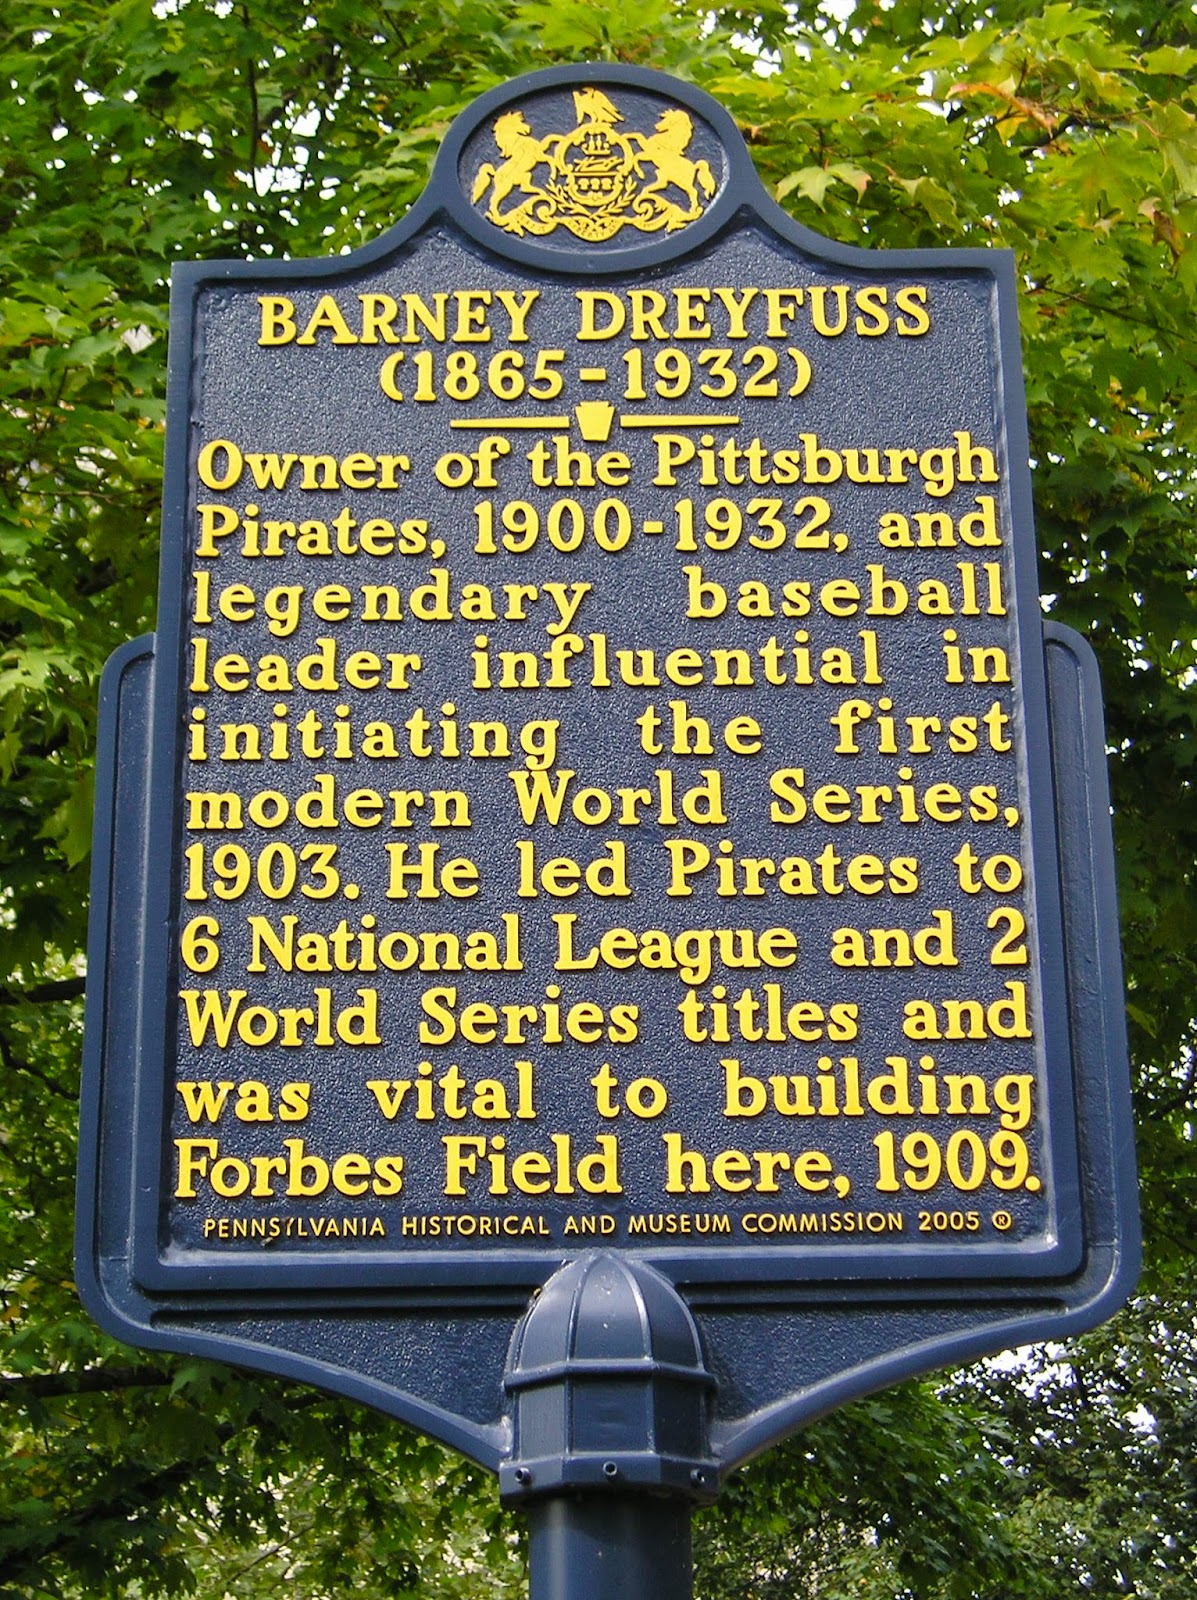 BARNEY DREYFUSS
(1865-1932)
Owner of the Pittsburgh
Pirates, 1900-1932, and
legendary baseball
leader influential in
initiating the first
modern World Series,
1903. He led Pirates to
6 National League and 2
World Series titles and
was vital to building
Forbes Field here, 1909.
PENNSYLVANIA HISTORICAL AND MUSEUM COMMISSION 2005 ®